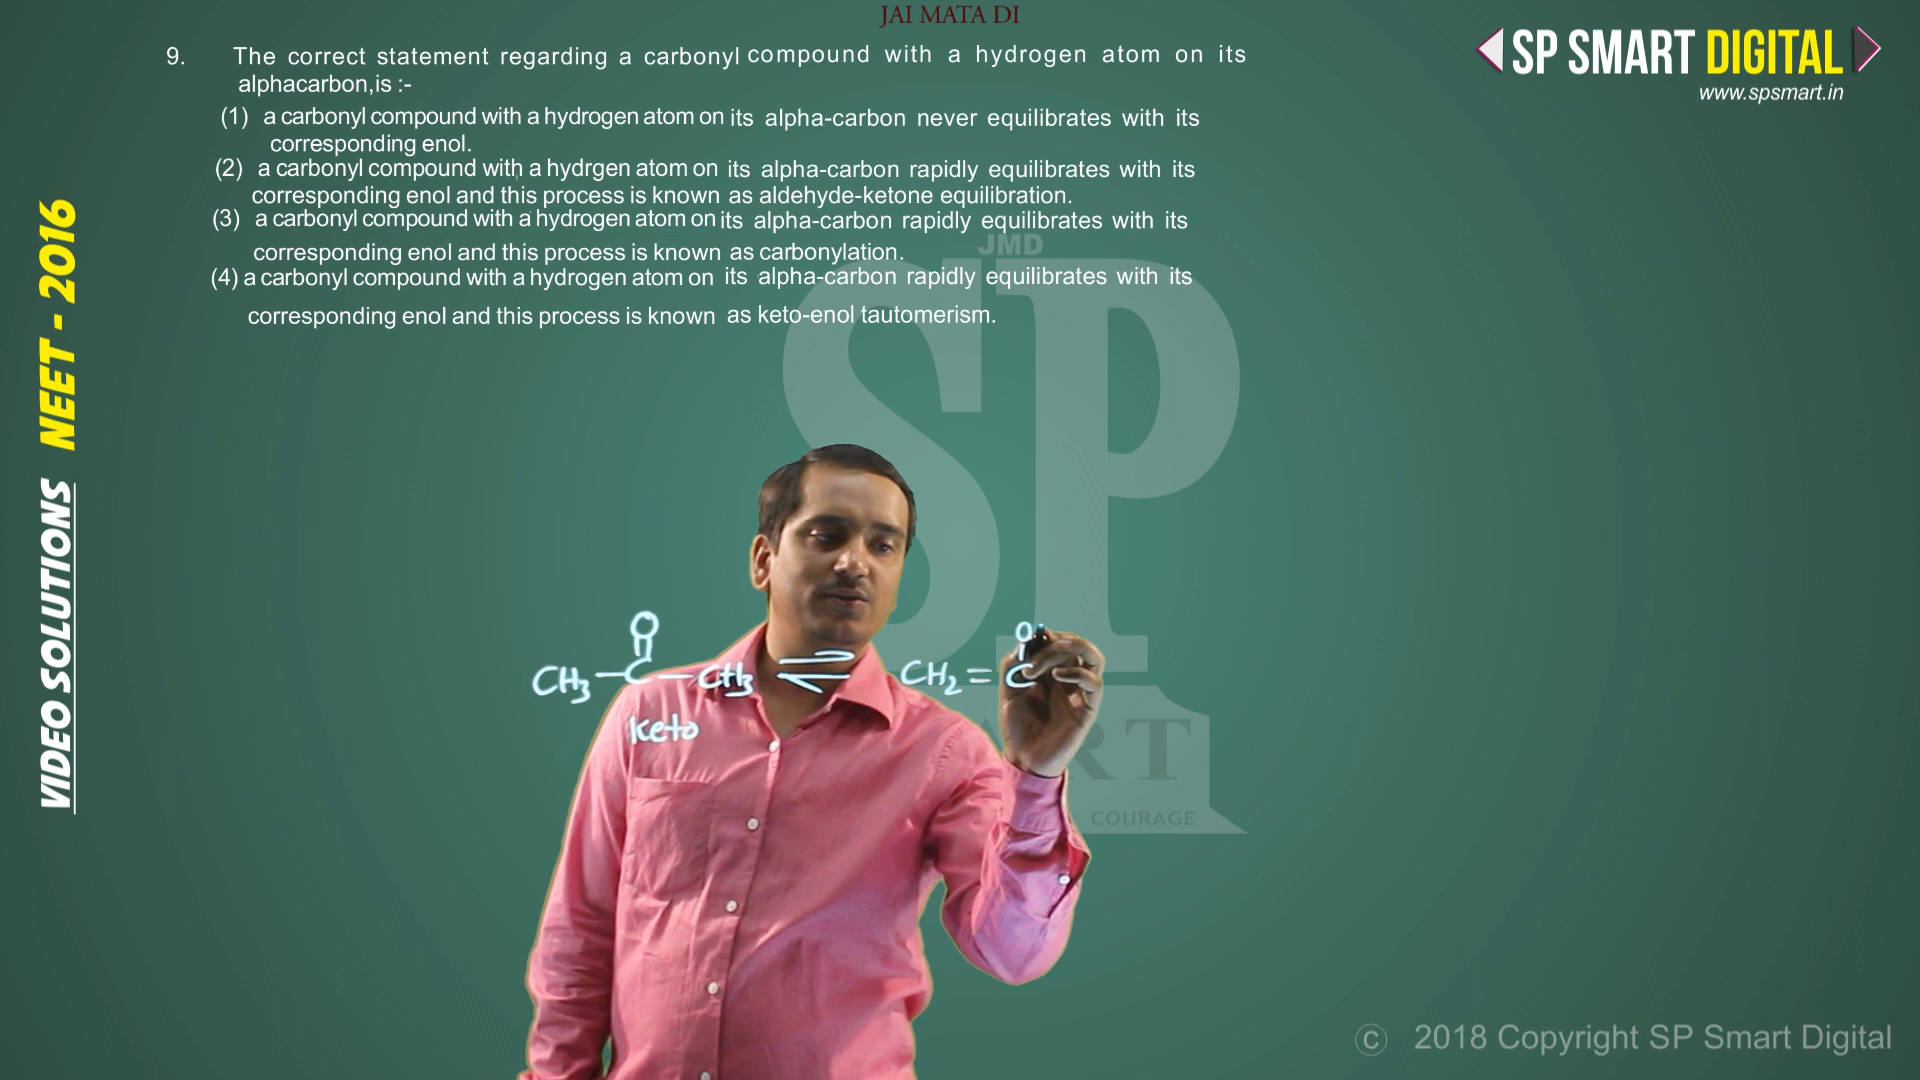 JAI MATA DI
SP SMART DIGITAL
www.spsmart.in
9. The correct statement regarding a carbonyl compound with a hydrogen atom on its
alphacarbon,is :-
(1) a carbonyl compound with a hydrogen atom on its alpha-carbon never equilibrates with its
corresponding enol.
(2) a carbonyl compound with a hydrgen atom on its alpha-carbon rapidly equilibrates with its
corresponding enol and this process is known as aldehyde-ketone equilibration.
(3) a carbonyl compound with a hydrogen atom on its alpha-carbon rapidly equilibrates with its
corresponding enol and this process is known as carbonylation.
(4) a carbonyl compound with a hydrogen atom on its alpha-carbon rapidly equilibrates with its
corresponding enol and this process is known as keto-enol tautomerism.
VIDEO SOLUTIONS NEET - 2016
JMD
SP
RT
COURAGE
O O
CH3 — C — CH3 ⇌ CH2 = C
keto
© 2018 Copyright SP Smart Digital